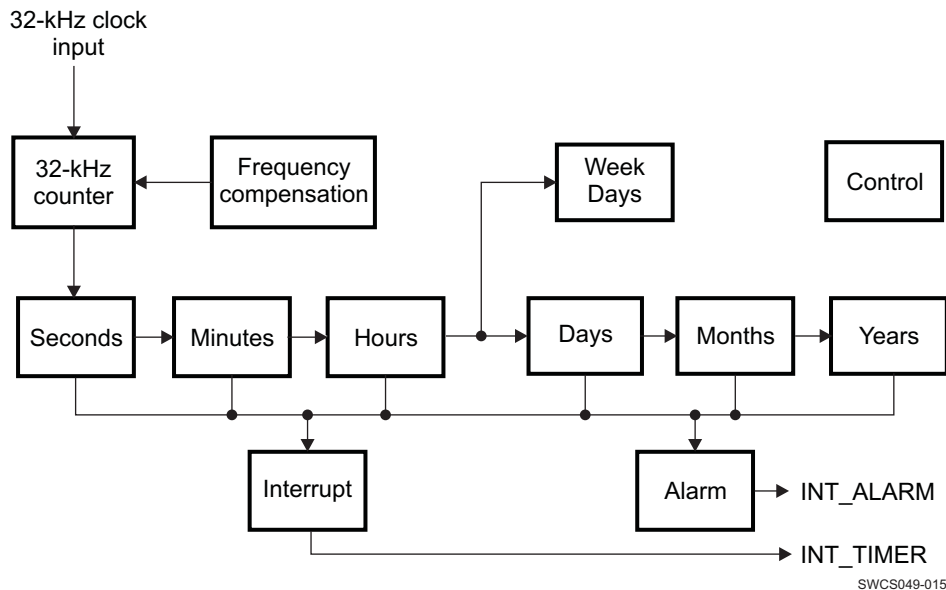 32-kHz clock
input
32-kHz
counter
Frequency
compensation
Week
Days
Control
Seconds
Minutes
Hours
Days
Months
Years
Interrupt
Alarm
INT_ALARM
INT_TIMER
SWCS049-015